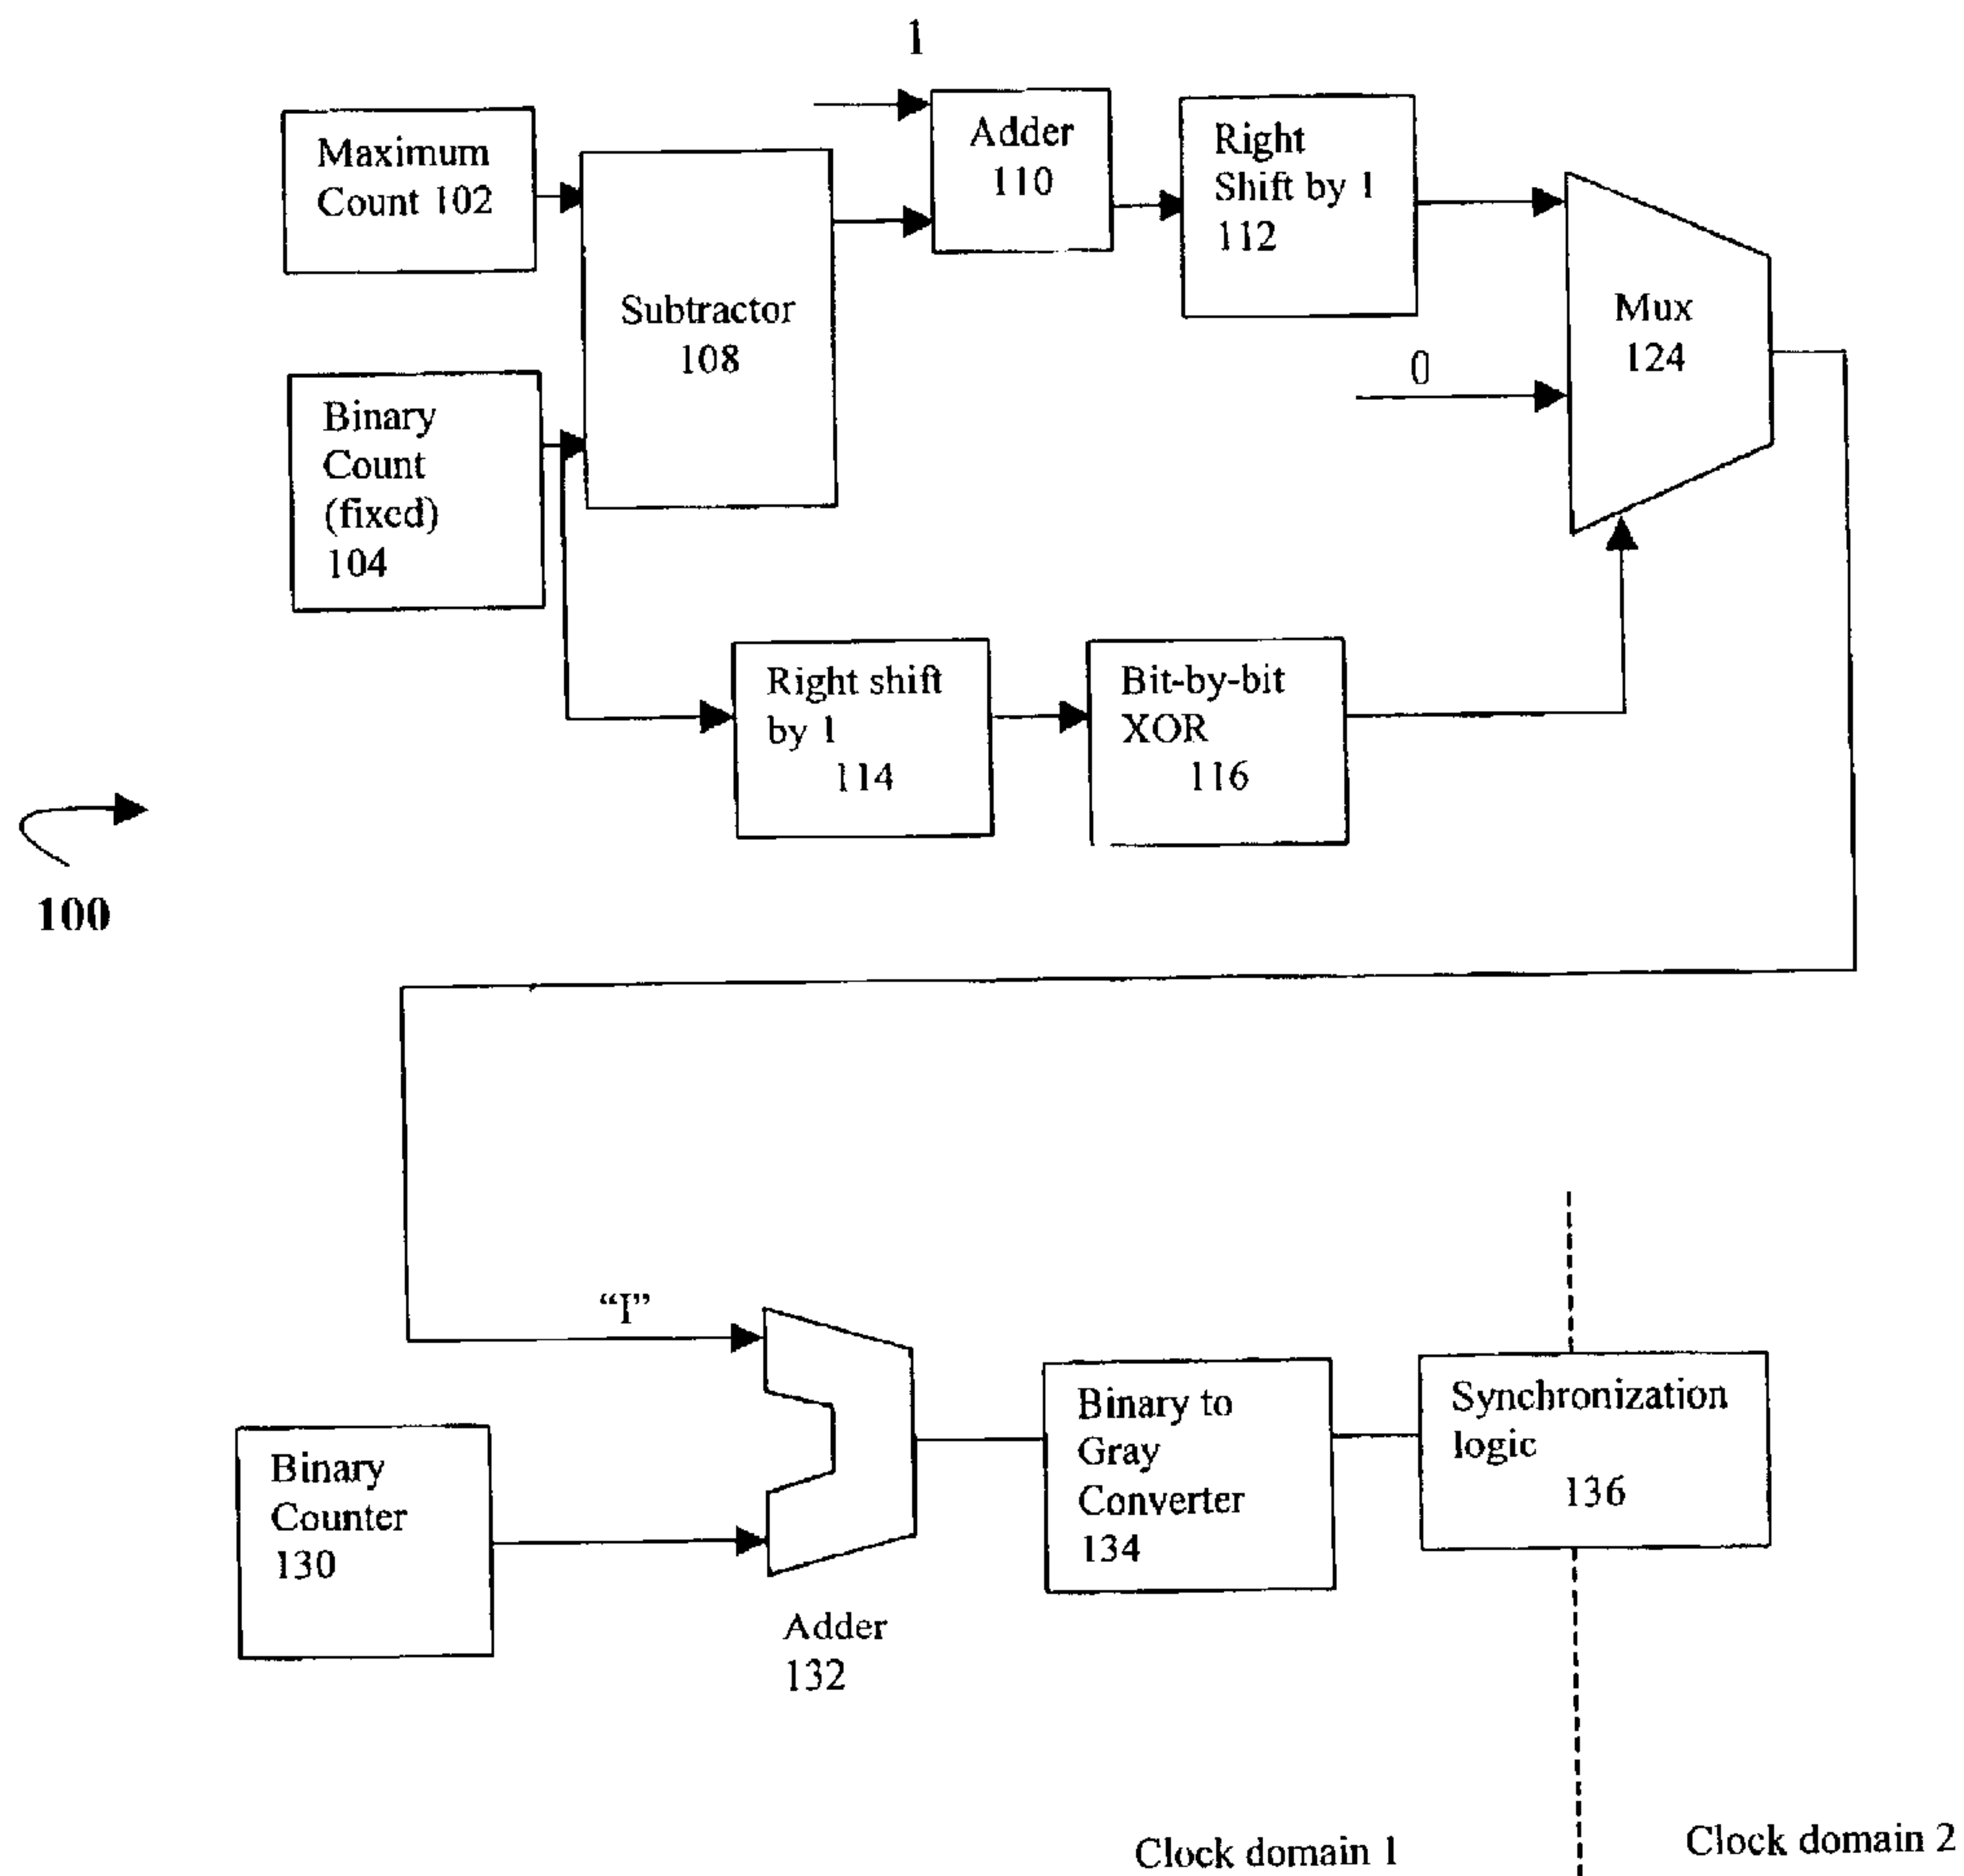 1
Maximum
Count 102
Subtractor
108
Adder
110
Right
Shift by 1
112
Mux
124
0
Binary
Count
(fixed)
104
Right shift
by 1
114
Bit-by-bit
XOR
116
100
“I”
Binary
Counter
130
Adder
132
Binary to
Gray
Converter
134
Synchronization
logic
136
Clock domain 1
Clock domain 2